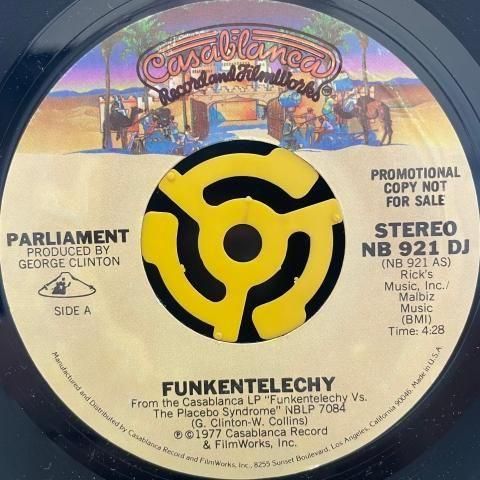 Casablanca
Record and FilmWorks
PROMOTIONAL
COPY NOT
FOR SALE
PARLIAMENT
PRODUCED BY
GEORGE CLINTON
SIDE A
STEREO
NB 921 DJ
(NB 921 AS)
Rick's
Music, Inc./
Malbiz
Music
(BMI)
Time: 4:28
FUNKENTELECHY
From the Casablanca LP "Funkentelechy Vs.
The Placebo Syndrome" NBLP 7084
(G. Clinton-W. Collins)
℗©1977 Casablanca Record
& FilmWorks, Inc.
Manufactured and Distributed by Casablanca Record and FilmWorks, Inc., 8255 Sunset Boulevard, Los Angeles, California 90046, Made in U.S.A.